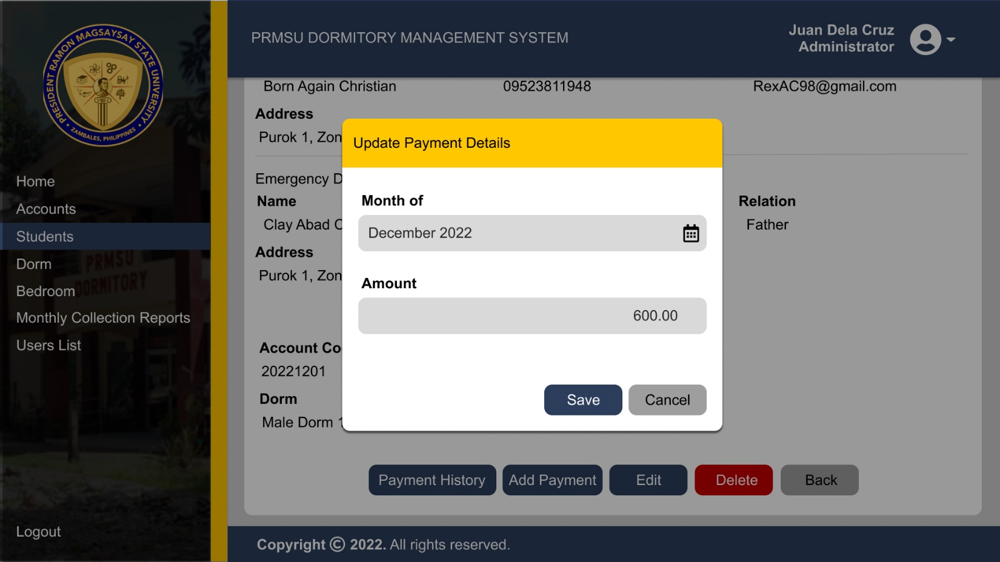 PRESIDENT RAMON MAGSAYSAY STATE UNIVERSITY
ZAMBALES, PHILIPPINES
Home
Accounts
Students
Dorm
Bedroom
Monthly Collection Reports
Users List
Logout
PRMSU
DORMITORY
PRMSU DORMITORY MANAGEMENT SYSTEM
Juan Dela Cruz
Administrator
Born Again Christian 09523811948 RexAC98@gmail.com
Address
Purok 1, Zon
Emergency D
Name Relation
Clay Abad C Father
Address
Purok 1, Zon
Account Co
20221201
Dorm
Male Dorm 1
Update Payment Details
Month of
December 2022
Amount
600.00
Save Cancel
Payment History Add Payment Edit Delete Back
Copyright © 2022. All rights reserved.